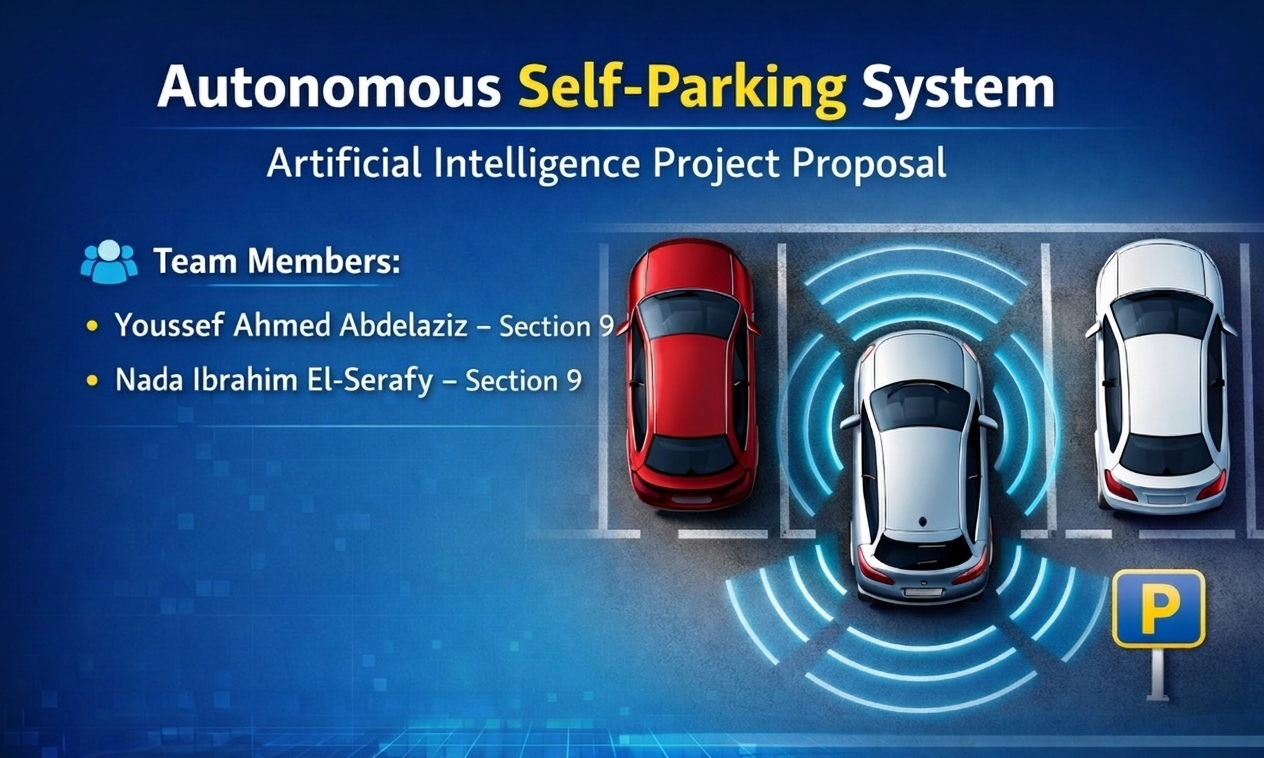 Autonomous Self-Parking System
Artificial Intelligence Project Proposal
Team Members:
• Youssef Ahmed Abdelaziz – Section 9
• Nada Ibrahim El-Serafy – Section 9
P